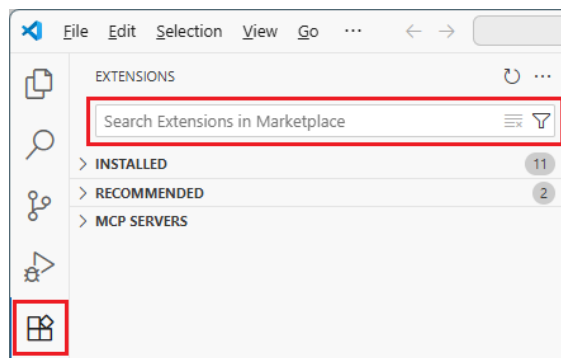 File Edit Selection View Go ...
EXTENSIONS
Search Extensions in Marketplace
INSTALLED 11
RECOMMENDED 2
MCP SERVERS